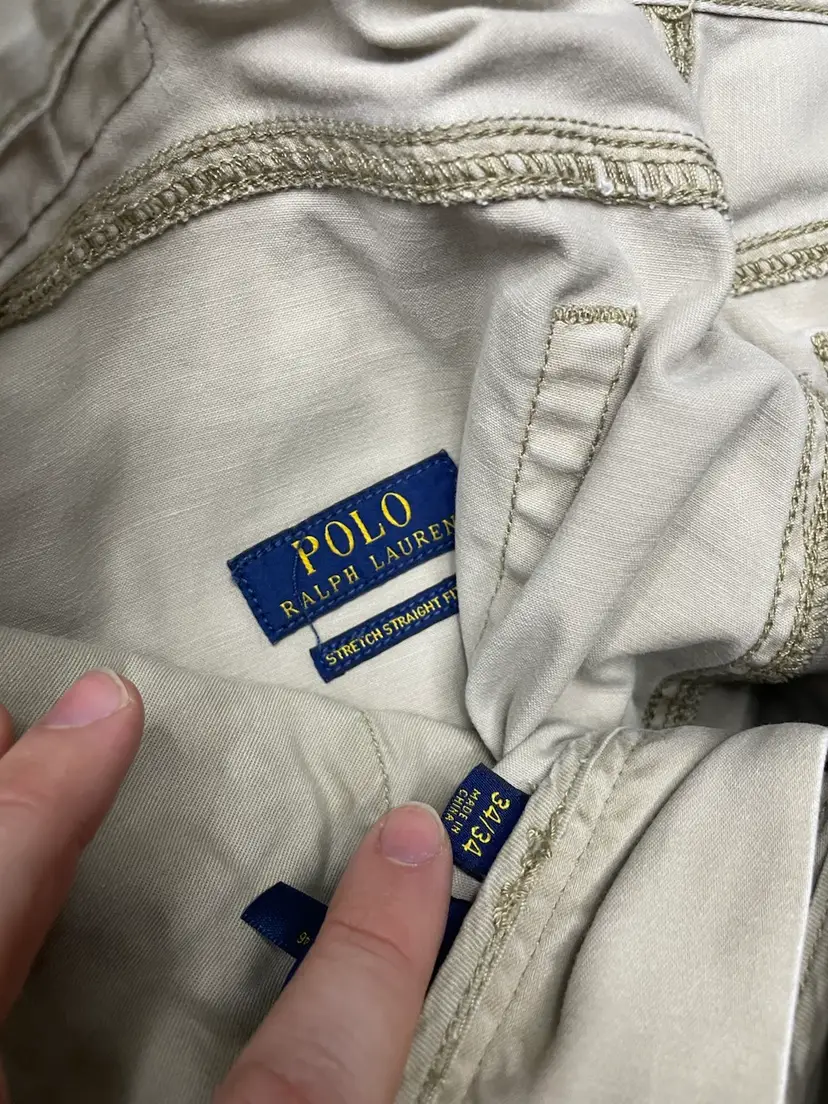 POLO
RALPH LAUREN
STRETCH STRAIGHT FI
34/34
MADE IN
CHINA